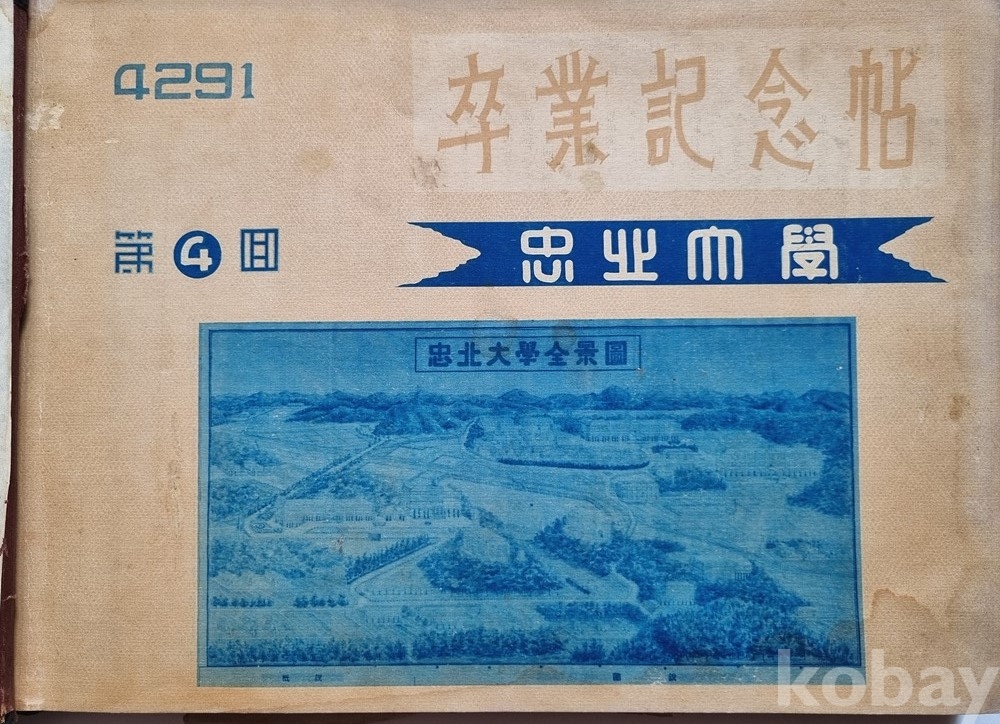 4291
卒業記念帖
第4回
忠北大學
忠北大學全景圖
kobay